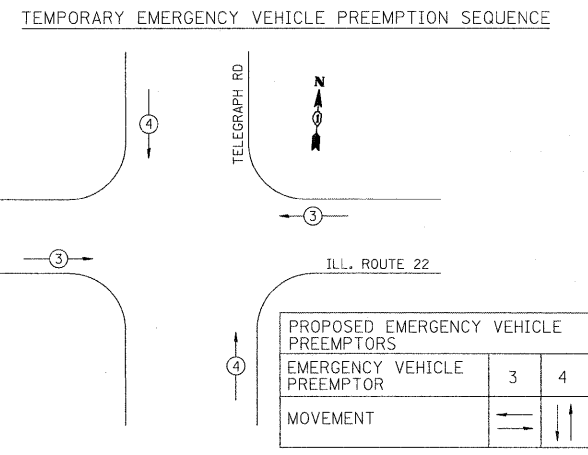 TEMPORARY EMERGENCY VEHICLE PREEMPTION SEQUENCE
TELEGRAPH RD
N
4
3
3
ILL. ROUTE 22
4
PROPOSED EMERGENCY VEHICLE
PREEMPTORS
EMERGENCY VEHICLE
PREEMPTOR
3
4
MOVEMENT